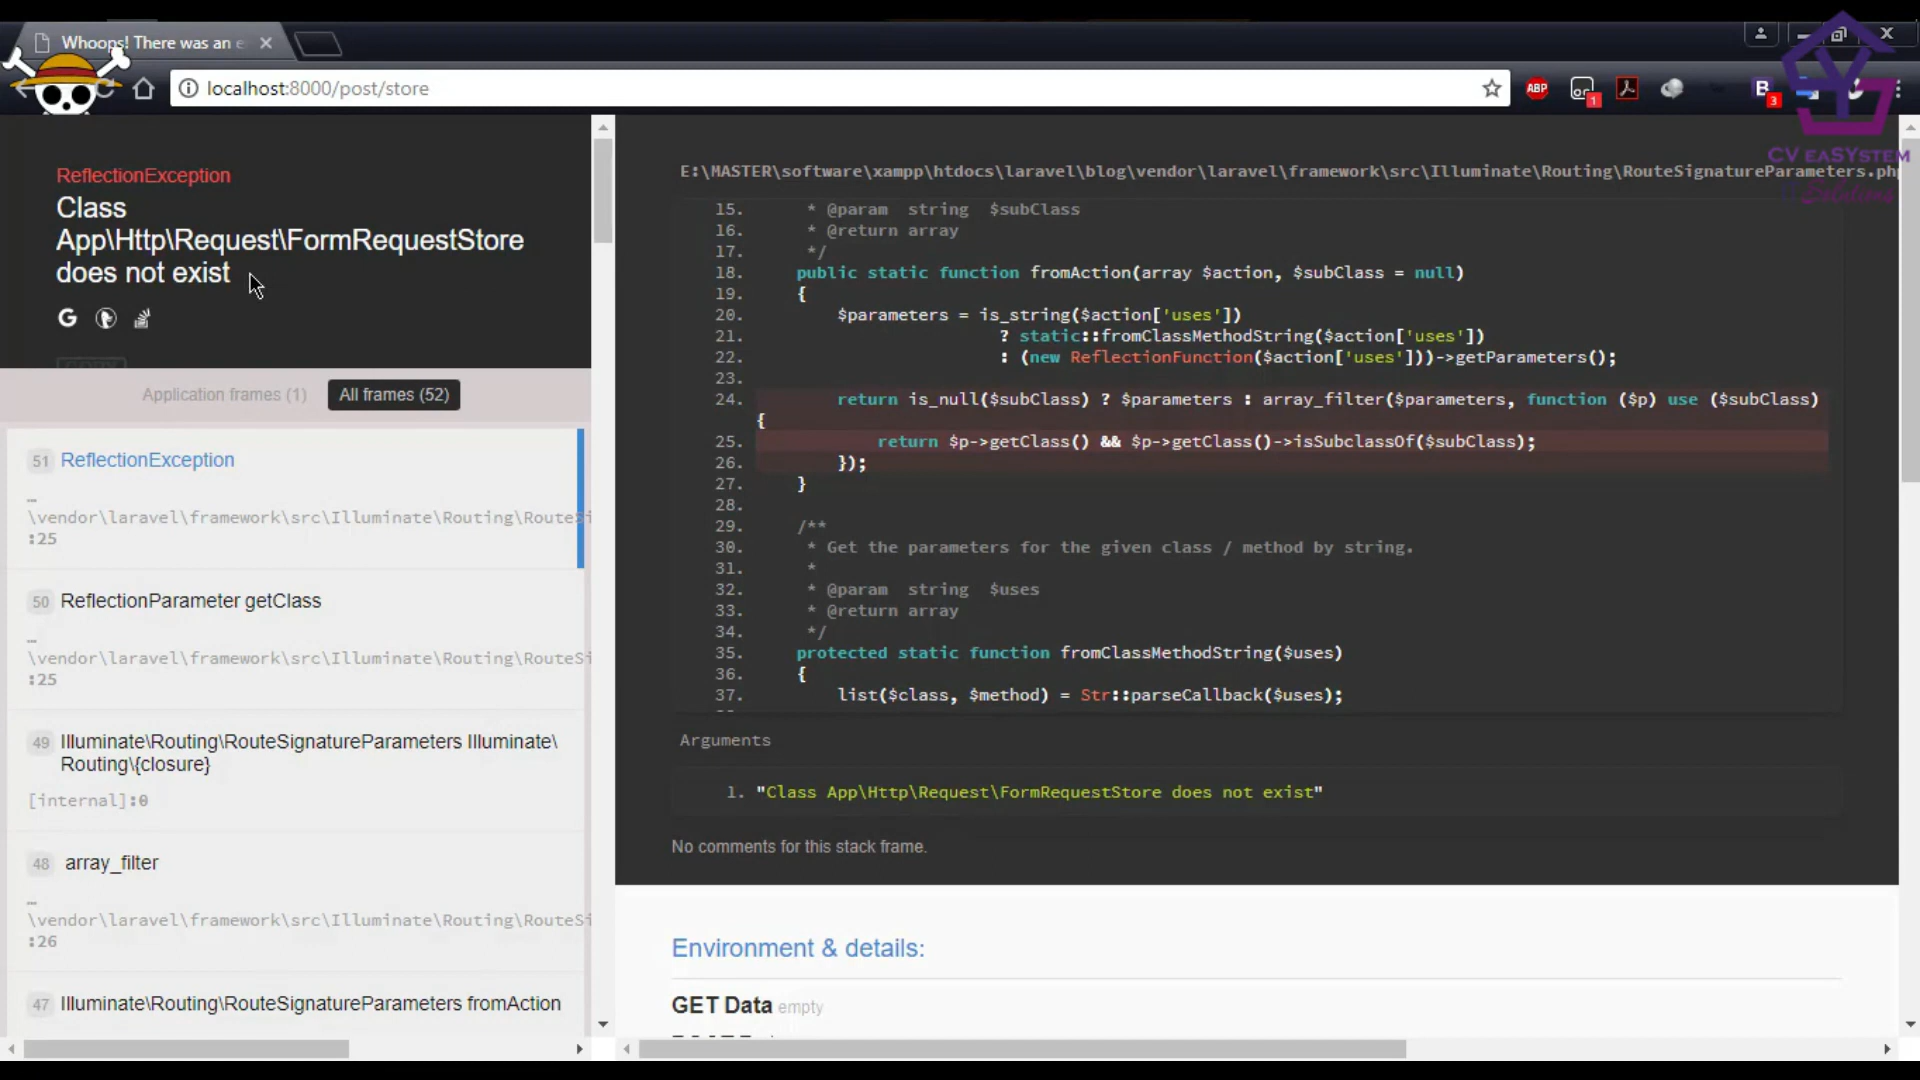 Whoops! There was an e
localhost:8000/post/store
ABP
1
B
3
CV eaSYstem
Solutions
ReflectionException
Class
App\Http\Request\FormRequestStore
does not exist
G
COPY
Application frames (1)
All frames (52)
51 ReflectionException
…
\vendor\laravel\framework\src\Illuminate\Routing\RouteSi
:25
50 ReflectionParameter getClass
…
\vendor\laravel\framework\src\Illuminate\Routing\RouteSi
:25
49 Illuminate\Routing\RouteSignatureParameters Illuminate\
Routing\{closure}
[internal]:0
48 array_filter
…
\vendor\laravel\framework\src\Illuminate\Routing\RouteSi
:26
47 Illuminate\Routing\RouteSignatureParameters fromAction
E:\MASTER\software\xampp\htdocs\laravel\blog\vendor\laravel\framework\src\Illuminate\Routing\RouteSignatureParameters.php
15. * @param  string  $subClass
16. * @return array
17. */
18. public static function fromAction(array $action, $subClass = null)
19. {
20. $parameters = is_string($action['uses'])
21. ? static::fromClassMethodString($action['uses'])
22. : (new ReflectionFunction($action['uses']))->getParameters();
23.
24. return is_null($subClass) ? $parameters : array_filter($parameters, function ($p) use ($subClass)
{
25. return $p->getClass() && $p->getClass()->isSubclassOf($subClass);
26. });
27. }
28.
29. /**
30. * Get the parameters for the given class / method by string.
31. *
32. * @param  string  $uses
33. * @return array
34. */
35. protected static function fromClassMethodString($uses)
36. {
37. list($class, $method) = Str::parseCallback($uses);
Arguments
1. "Class App\Http\Request\FormRequestStore does not exist"
No comments for this stack frame.
Environment & details:
GET Data empty